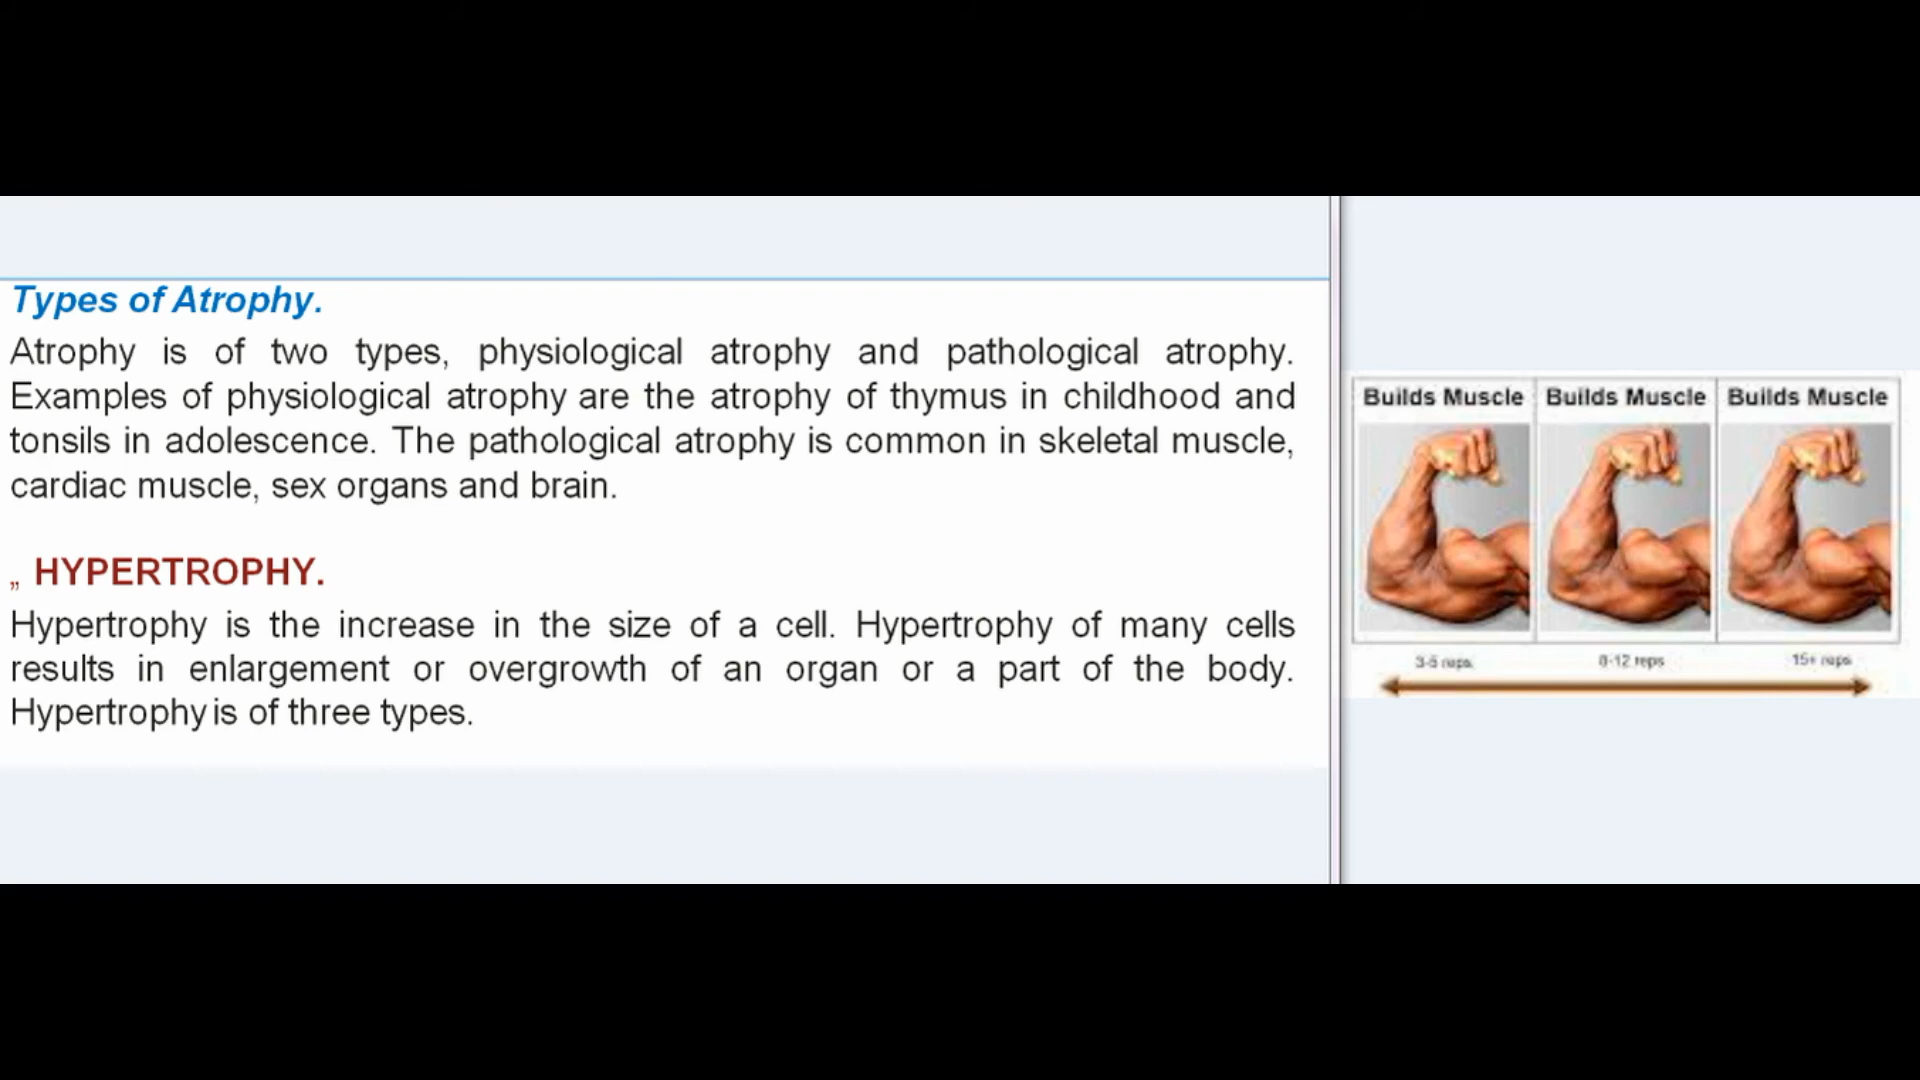 Types of Atrophy.
Atrophy is of two types, physiological atrophy and pathological atrophy.
Examples of physiological atrophy are the atrophy of thymus in childhood and
tonsils in adolescence. The pathological atrophy is common in skeletal muscle,
cardiac muscle, sex organs and brain.
„ HYPERTROPHY.
Hypertrophy is the increase in the size of a cell. Hypertrophy of many cells
results in enlargement or overgrowth of an organ or a part of the body.
Hypertrophy is of three types.
Builds Muscle Builds Muscle Builds Muscle
3-5 reps 8-12 reps 15+ reps